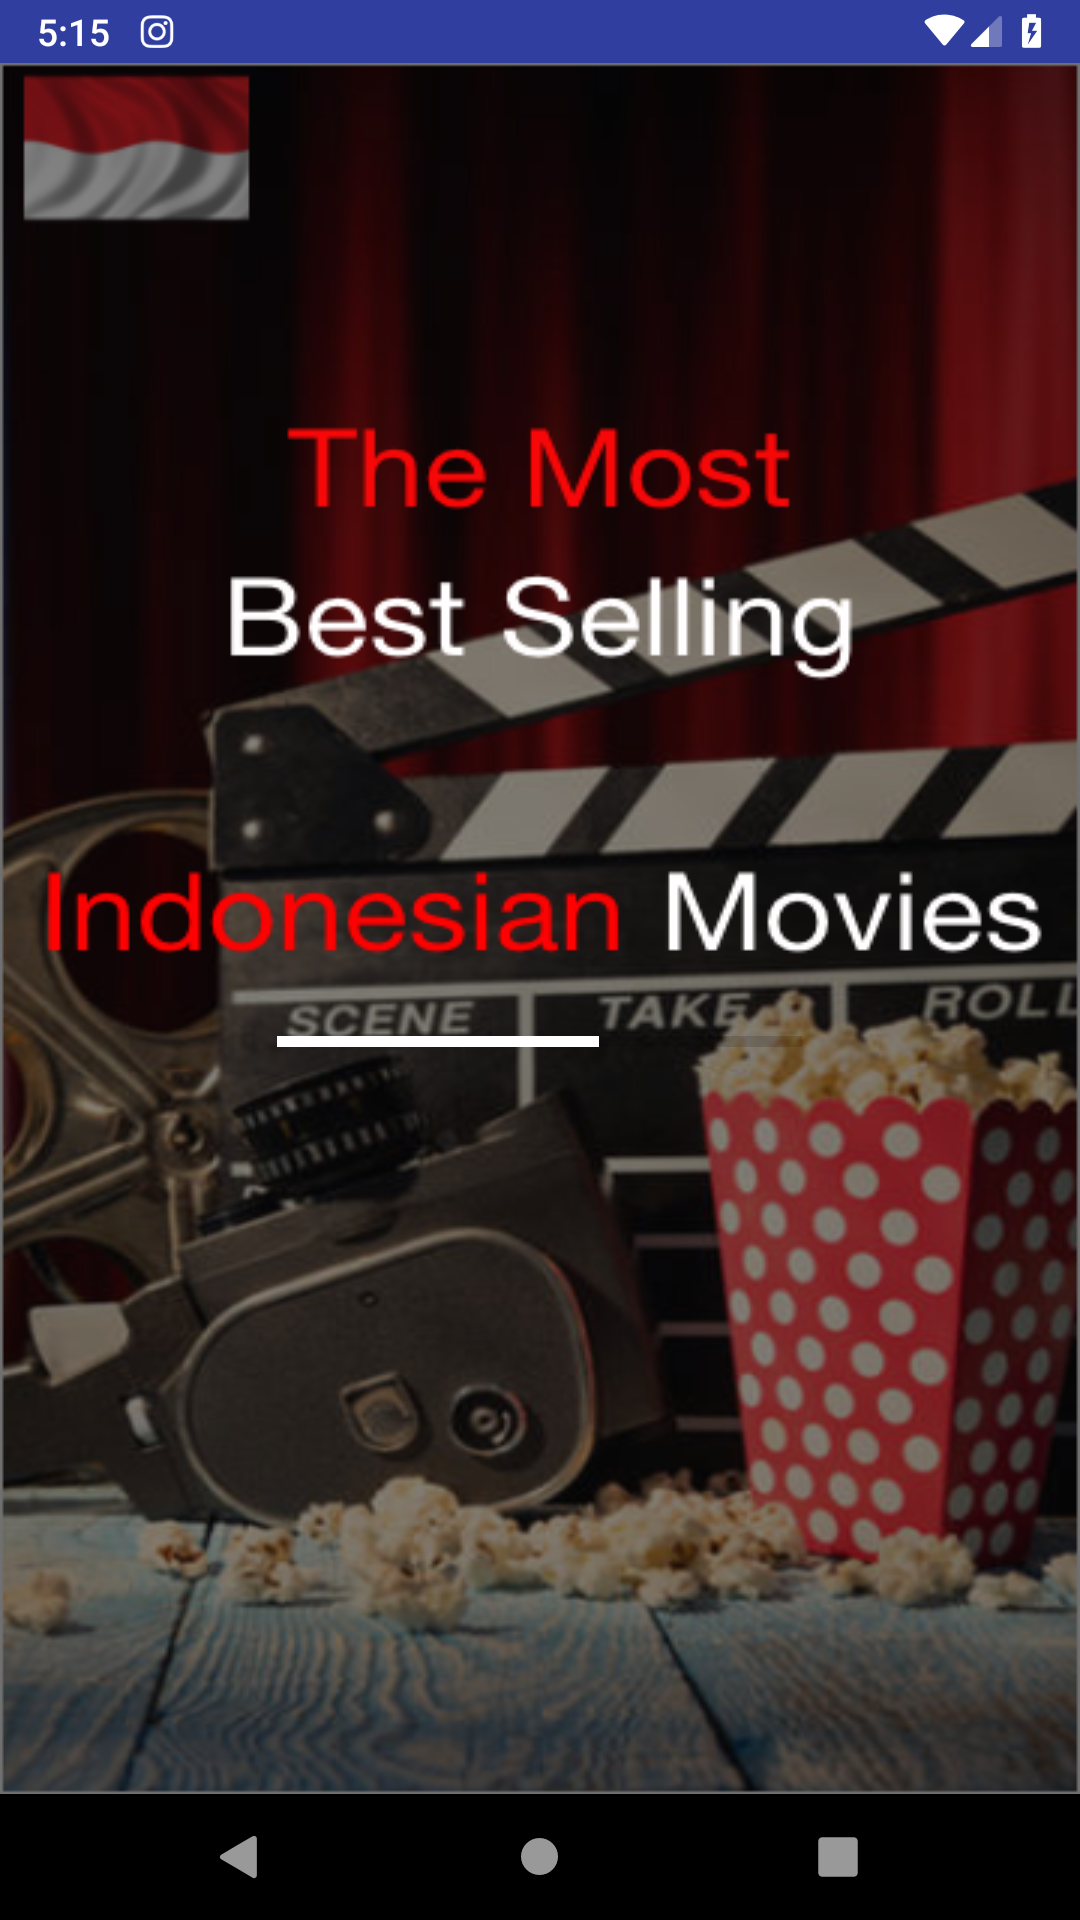 5:15
The Most
Best Selling
Indonesian Movies
SCENE TAKE ROLL